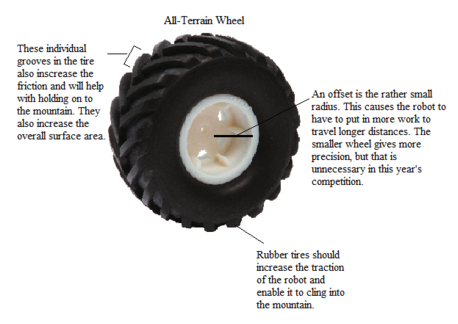 All-Terrain Wheel
These individual
grooves in the tire
also inscrease the
friction and will help
with holding on to
the mountain. They
also increase the
overall surface area.
An offset is the rather small
radius. This causes the robot to
have to put in more work to
travel longer distances. The
smaller wheel gives more
precision, but that is
unnecessary in this year's
competition.
Rubber tires should
increase the traction
of the robot and
enable it to cling into
the mountain.